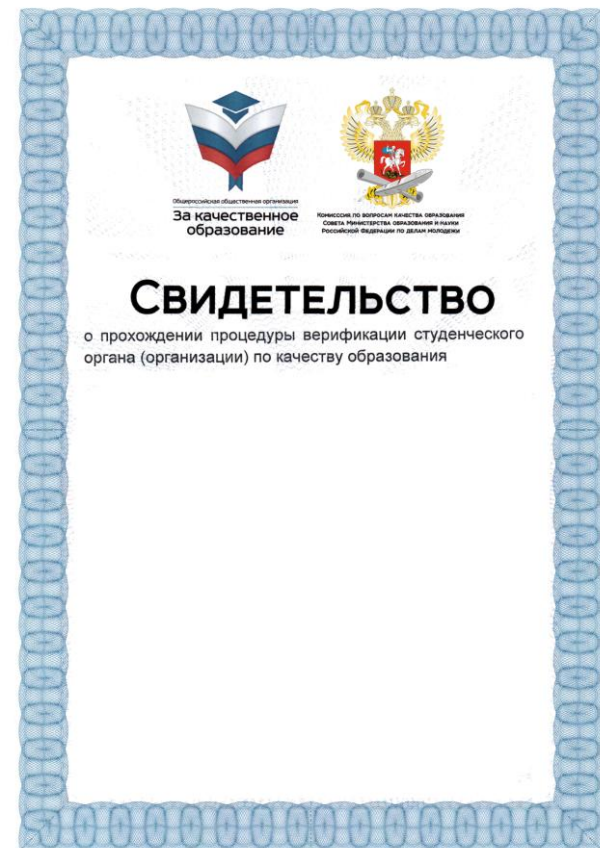 Общероссийская общественная организация
За качественное
образование
Комисссия по вопросам качества образования
Совета Министерства образования и науки
Российской Федерации по делам молодежи
Свидетельство
о прохождении процедуры верификации студенческого
органа (организации) по качеству образования